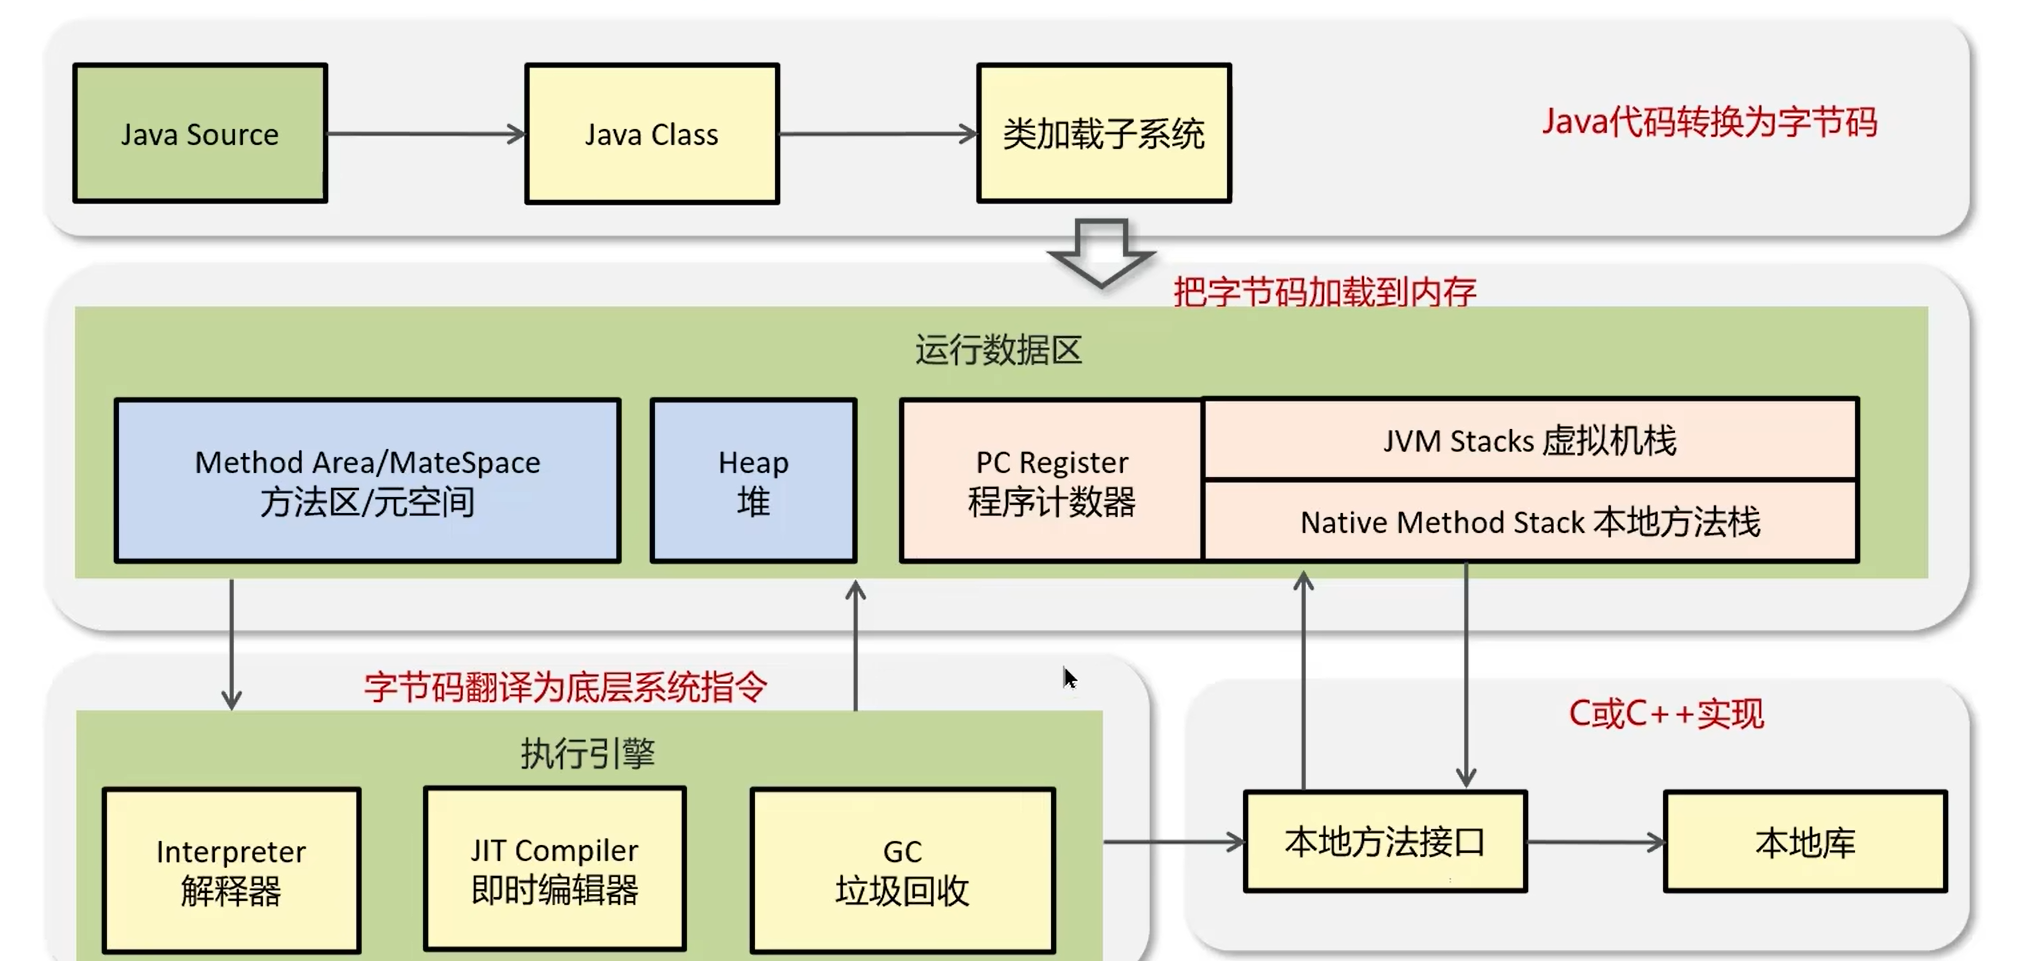 Java Source
Java Class
类加载子系统
Java代码转换为字节码
把字节码加载到内存
运行数据区
Method Area/MateSpace
方法区/元空间
Heap
堆
PC Register
程序计数器
JVM Stacks 虚拟机栈
Native Method Stack 本地方法栈
字节码翻译为底层系统指令
执行引擎
Interpreter
解释器
JIT Compiler
即时编辑器
GC
垃圾回收
C或C++实现
本地方法接口
本地库